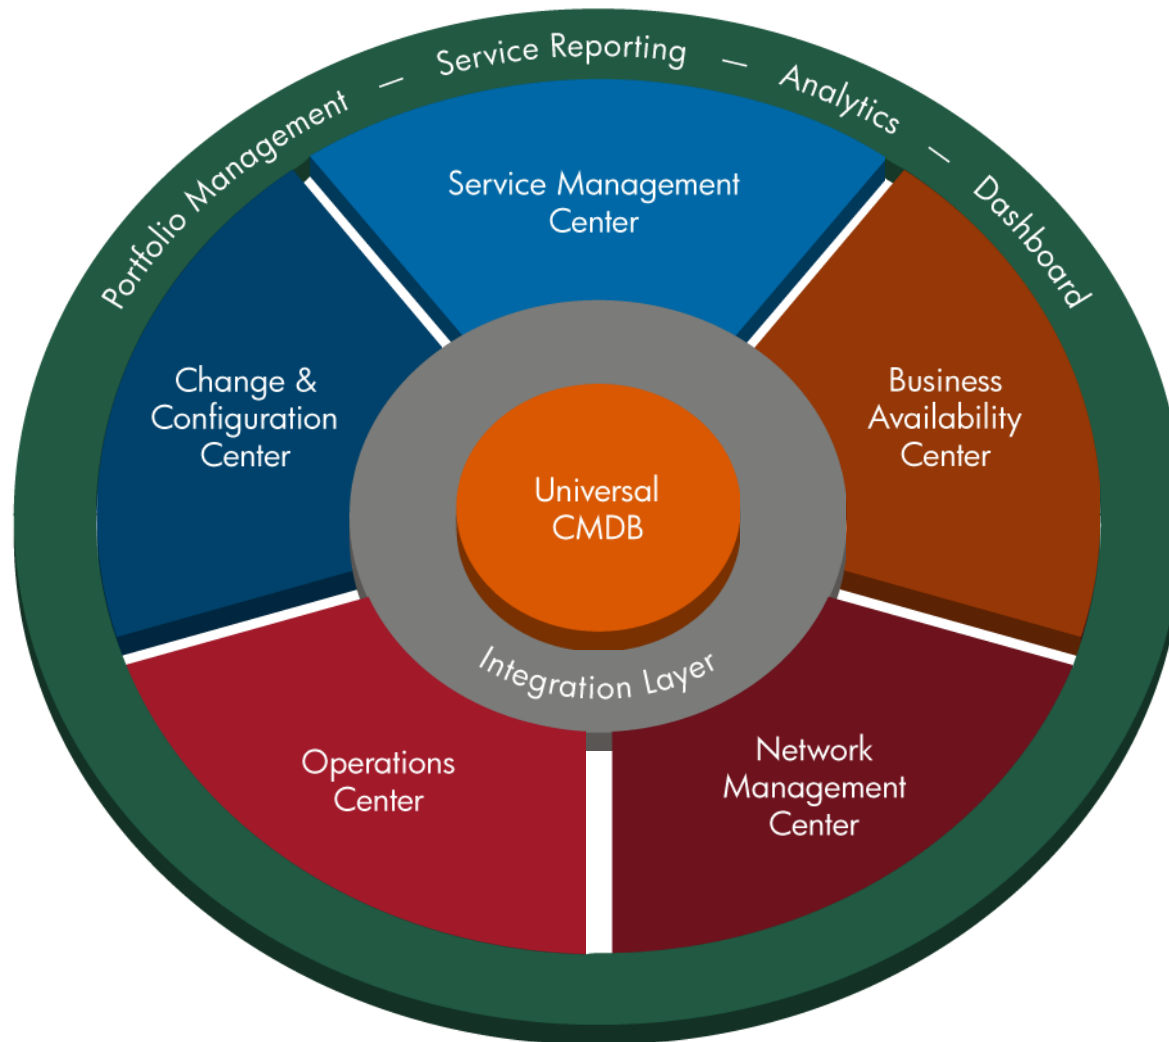 Portfolio Management — Service Reporting — Analytics — Dashboard
Service Management
Center
Change &
Configuration
Center
Business
Availability
Center
Universal
CMDB
Integration Layer
Operations
Center
Network
Management
Center